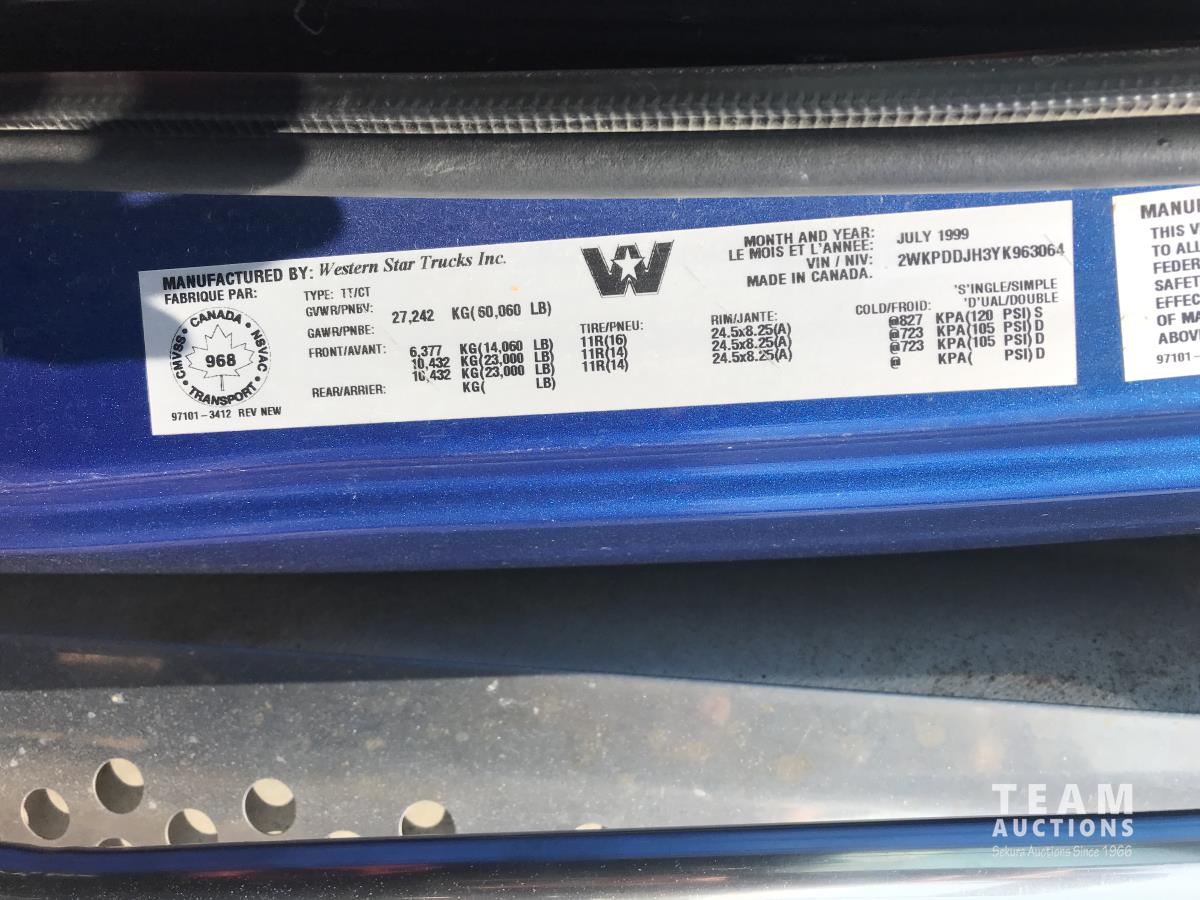 MANUFACTURED BY: Western Star Trucks Inc.
FABRIQUE PAR:
TYPE: TT/CT
GVWR/PNBV: 27,242 KG(60,060 LB)
GAWR/PNBE:
FRONT/AVANT: 6,377 KG(14,060 LB)
10,432 KG(23,000 LB)
10,432 KG(23,000 LB)
REAR/ARRIER: KG( LB)
CANADA
CMVSS 968 NSVAC
TRANSPORT
97101-3412 REV NEW
W
TIRE/PNEU:
11R(16)
11R(14)
11R(14)
MONTH AND YEAR: JULY 1999
LE MOIS ET L'ANNEE:
VIN / NIV: 2WKPDDJH3YK963064
MADE IN CANADA.
RIM/JANTE:
24.5x8.25(A)
24.5x8.25(A)
24.5x8.25(A)
'S'INGLE/SIMPLE
COLD/FROID: 'D'UAL/DOUBLE
@827 KPA(120 PSI) S
@723 KPA(105 PSI) D
@723 KPA(105 PSI) D
@ KPA( PSI) D
MANU
THIS
TO ALL
FEDER
SAFET
EFFEC
OF MA
ABOV
97101-
TEAM
AUCTIONS
Sekura Auctions Since 1966